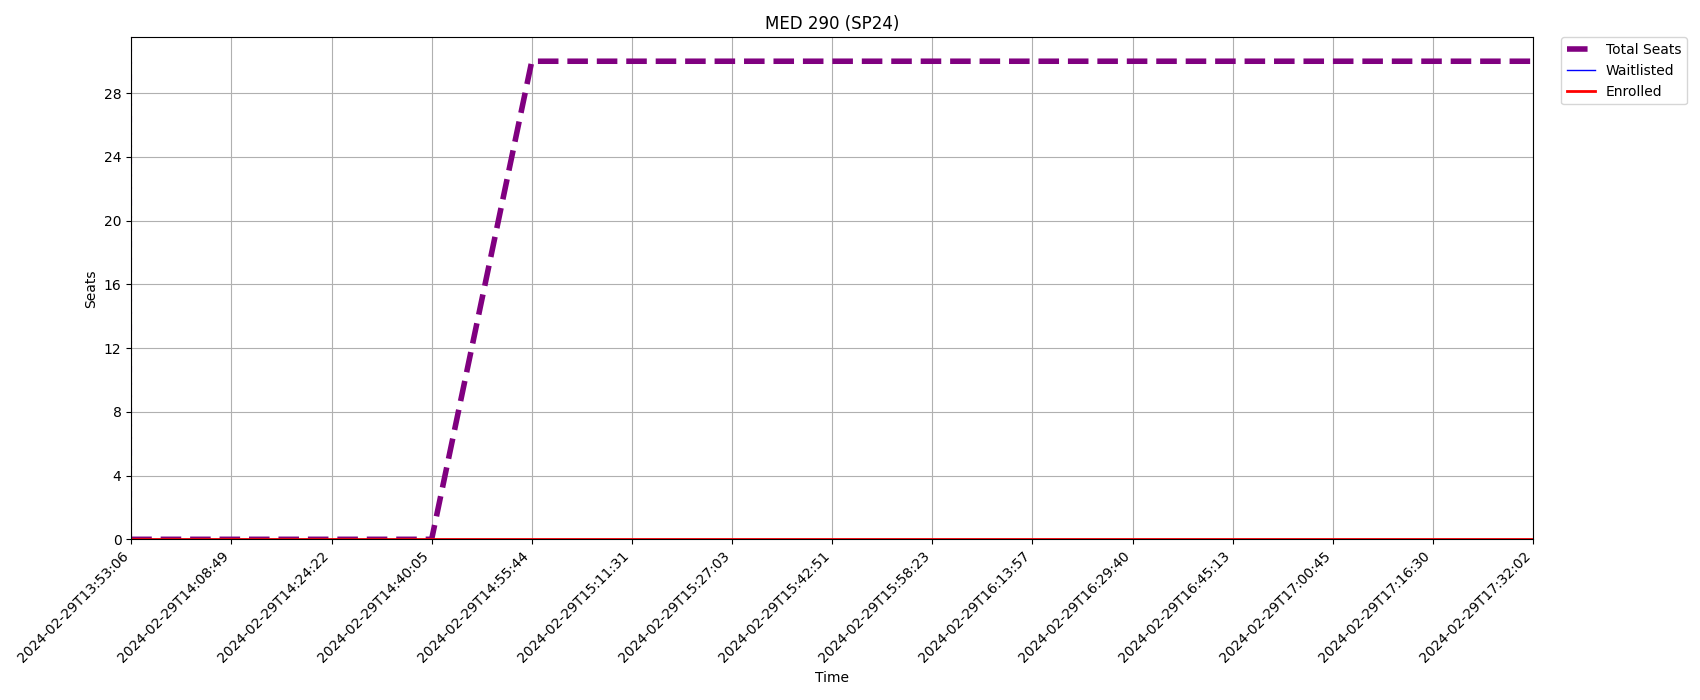 MED 290 (SP24)
Total Seats
Waitlisted
Enrolled
Seats
28
24
20
16
12
8
4
0
2024-02-29T13:53:06
2024-02-29T14:08:49
2024-02-29T14:24:22
2024-02-29T14:40:05
2024-02-29T14:55:44
2024-02-29T15:11:31
2024-02-29T15:27:03
2024-02-29T15:42:51
2024-02-29T15:58:23
2024-02-29T16:13:57
2024-02-29T16:29:40
2024-02-29T16:45:13
2024-02-29T17:00:45
2024-02-29T17:16:30
2024-02-29T17:32:02
Time